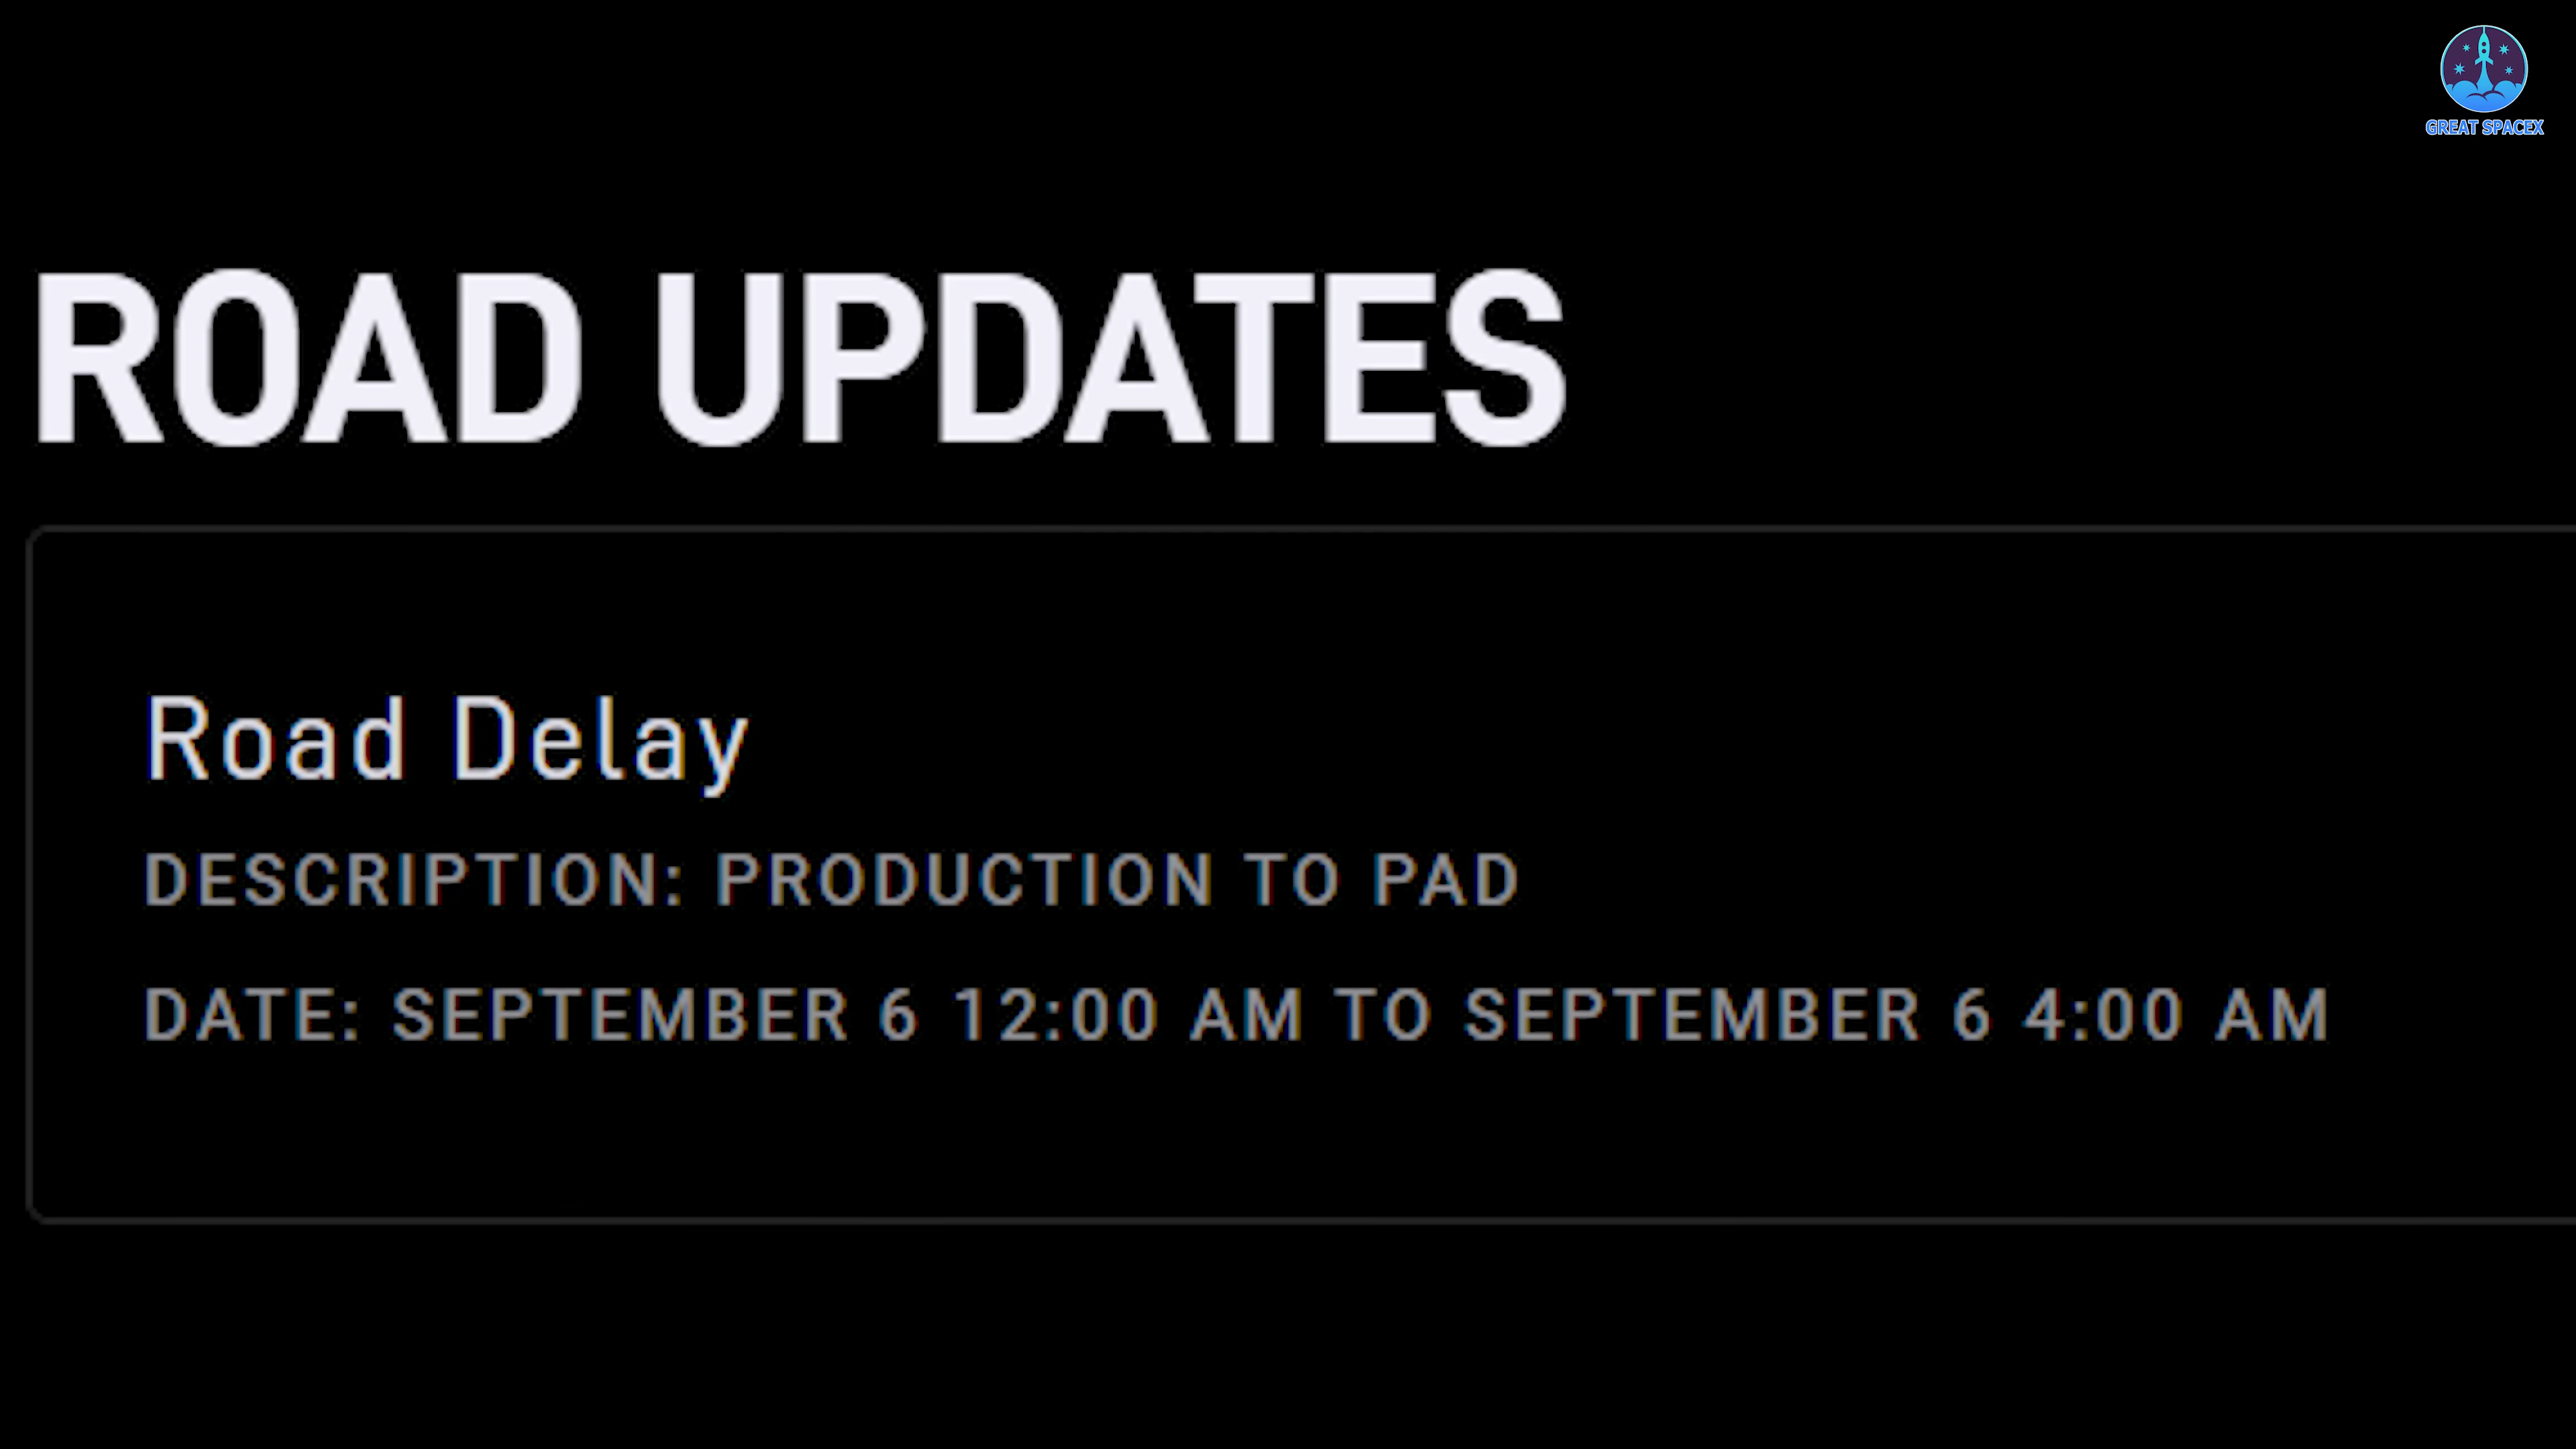 GREAT SPACEX
ROAD UPDATES
Road Delay
DESCRIPTION: PRODUCTION TO PAD
DATE: SEPTEMBER 6 12:00 AM TO SEPTEMBER 6 4:00 AM